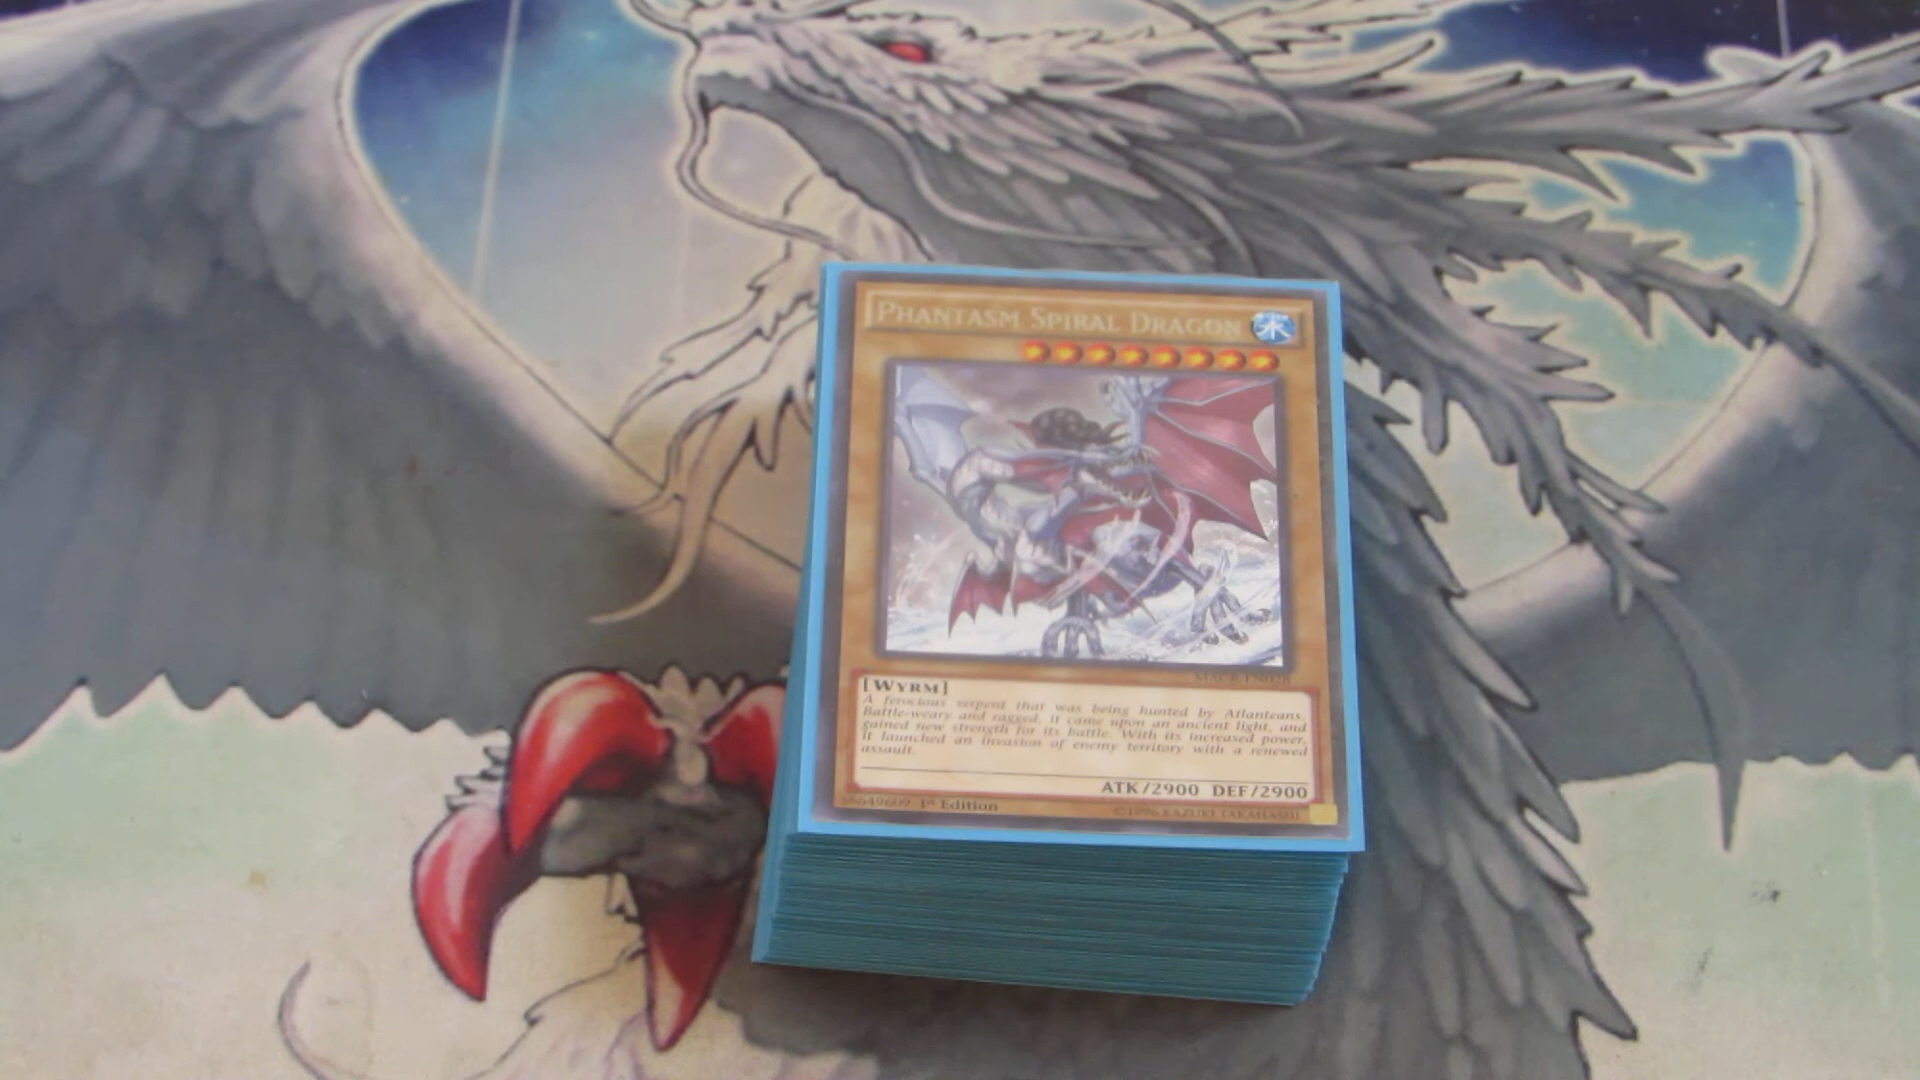 PHANTASM SPIRAL DRAGON
水
[WYRM]
A ferocious serpent that was being hunted by Atlanteans.
Battle-weary and ragged, it came upon an ancient light, and
gained new strength for its battle. With its increased power,
it launched an invasion of enemy territory with a renewed
assault.
ATK/2900 DEF/2900
56649609 1st Edition
©1996 KAZUKI TAKAHASHI